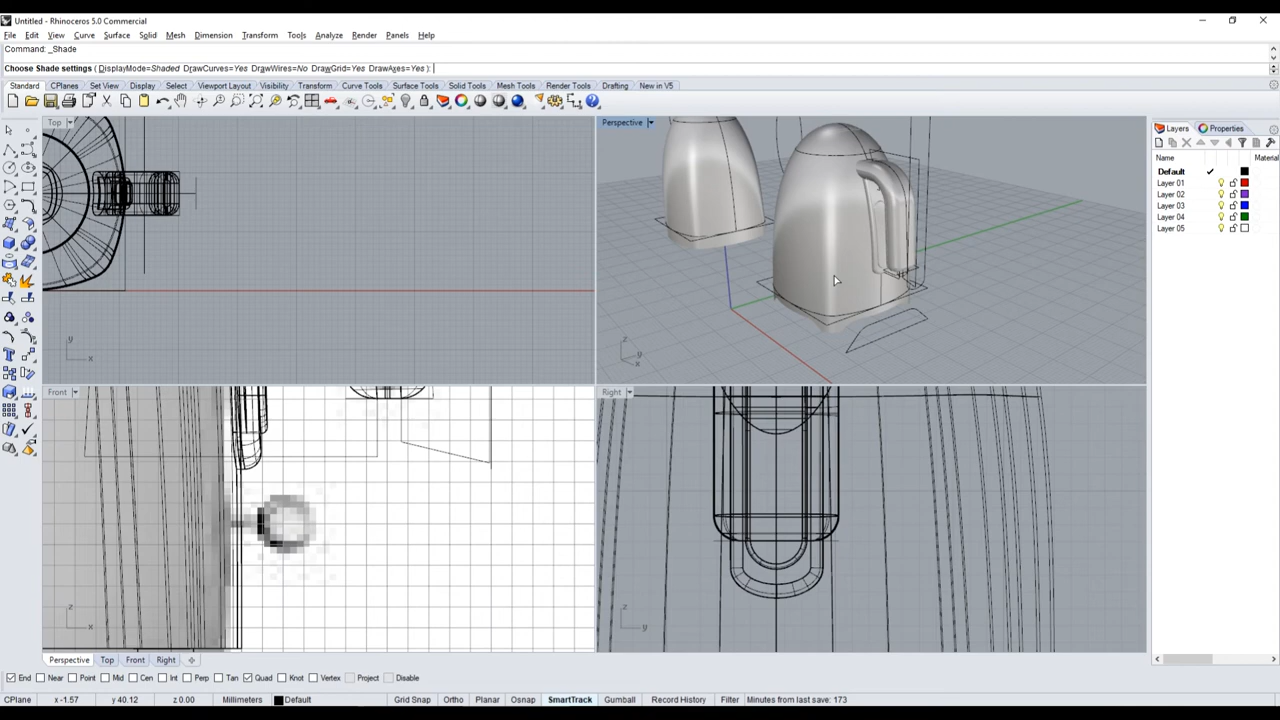 Untitled - Rhinoceros 5.0 Commercial
File Edit View Curve Surface Solid Mesh Dimension Transform Tools Analyze Render Panels Help
Command: _Shade
Choose Shade settings ( DisplayMode=Shaded DrawCurves=Yes DrawWires=No DrawGrid=Yes DrawAxes=Yes ):
Standard CPlanes Set View Display Select Viewport Layout Visibility Transform Curve Tools Surface Tools Solid Tools Mesh Tools Render Tools Drafting New in V5
Top
Perspective
Layers Properties
Name Material
Default
Layer 01
Layer 02
Layer 03
Layer 04
Layer 05
y
x
z
y
x
Front
Right
z
x
z
y
Perspective Top Front Right
End Near Point Mid Cen Int Perp Tan Quad Knot Vertex Project Disable
CPlane x -1.57 y 40.12 z 0.00 Millimeters Default Grid Snap Ortho Planar Osnap SmartTrack Gumball Record History Filter Minutes from last save: 173